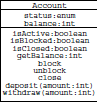 Account
status:enum
balance:int
isActive:boolean
isBlocked:boolean
isClosed:boolean
getBalance:int
block
unblock
close
deposit(amount:int)
withdraw(amount:int)